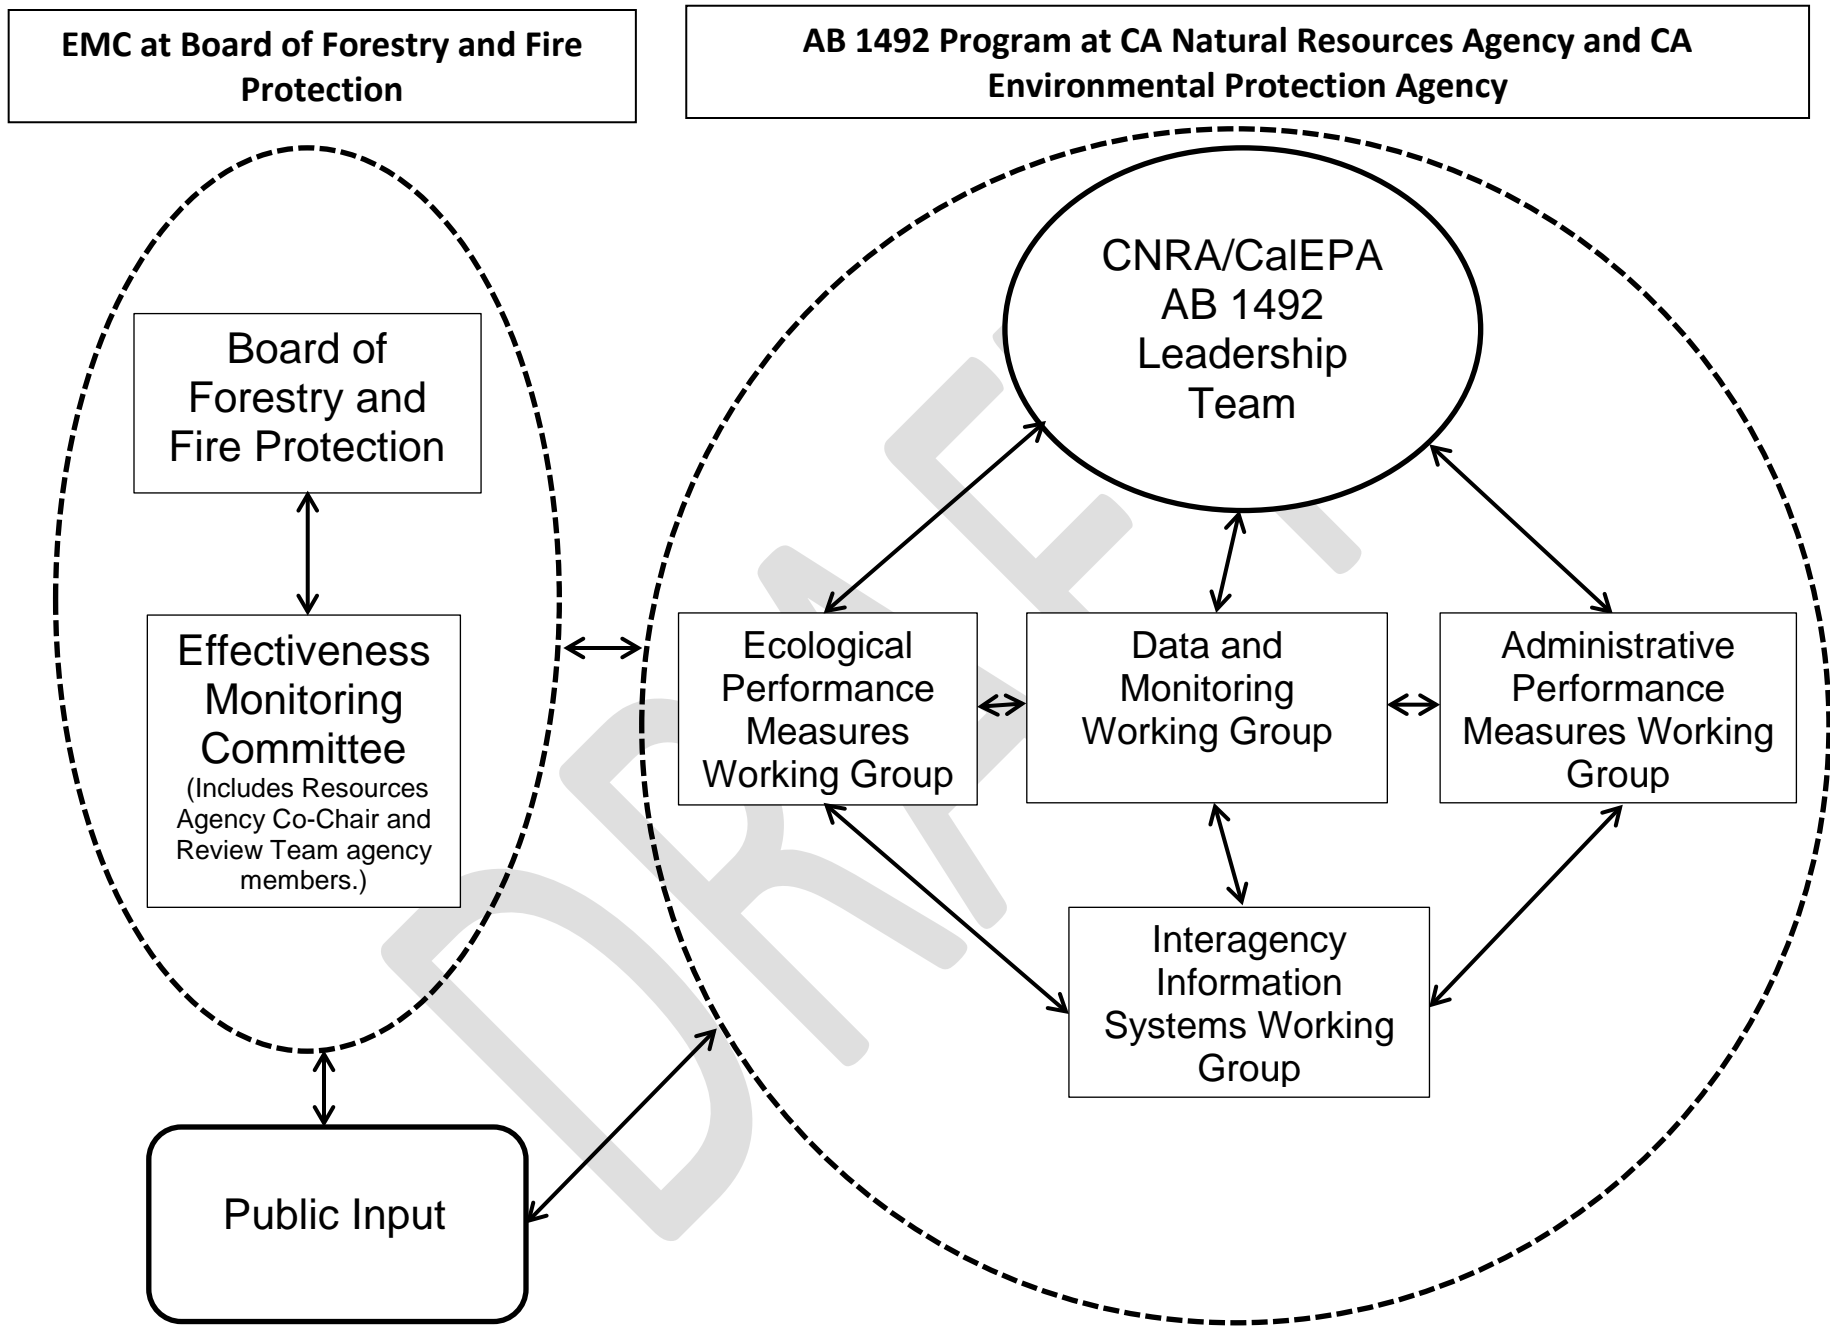 EMC at Board of Forestry and Fire
Protection
AB 1492 Program at CA Natural Resources Agency and CA
Environmental Protection Agency
Board of
Forestry and
Fire Protection
Effectiveness
Monitoring
Committee
(Includes Resources
Agency Co-Chair and
Review Team agency
members.)
Public Input
CNRA/CalEPA
AB 1492
Leadership
Team
Ecological
Performance
Measures
Working Group
Data and
Monitoring
Working Group
Administrative
Performance
Measures Working
Group
Interagency
Information
Systems Working
Group
DRAFT